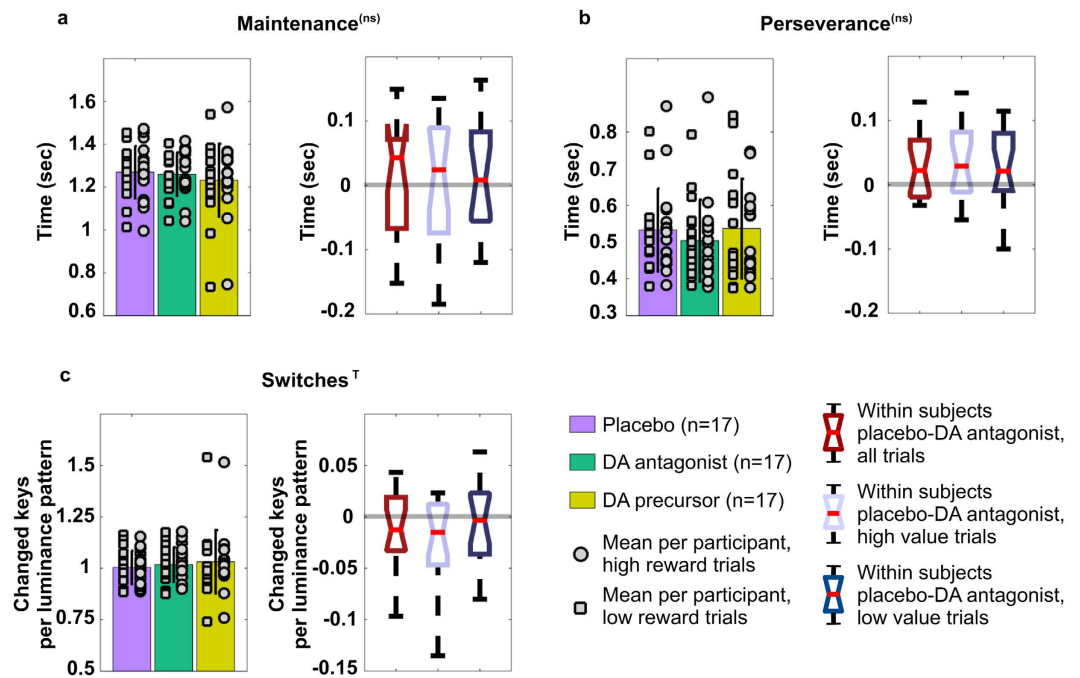 a
Maintenance(ns)
b
Perseverance(ns)
Time (sec)
1.6
1.4
1.2
1
0.8
0.6
Time (sec)
0.1
0
-0.1
-0.2
Time (sec)
0.8
0.7
0.6
0.5
0.4
0.3
Time (sec)
0.1
0
-0.1
-0.2
c
Switches T
Changed keys
per luminance pattern
1.5
1.25
1
0.75
0.5
Changed keys
per luminance pattern
0.05
0
-0.05
-0.1
-0.15
Placebo (n=17)
DA antagonist (n=17)
DA precursor (n=17)
Mean per participant,
high reward trials
Mean per participant,
low reward trials
Within subjects
placebo-DA antagonist,
all trials
Within subjects
placebo-DA antagonist,
high value trials
Within subjects
placebo-DA antagonist,
low value trials